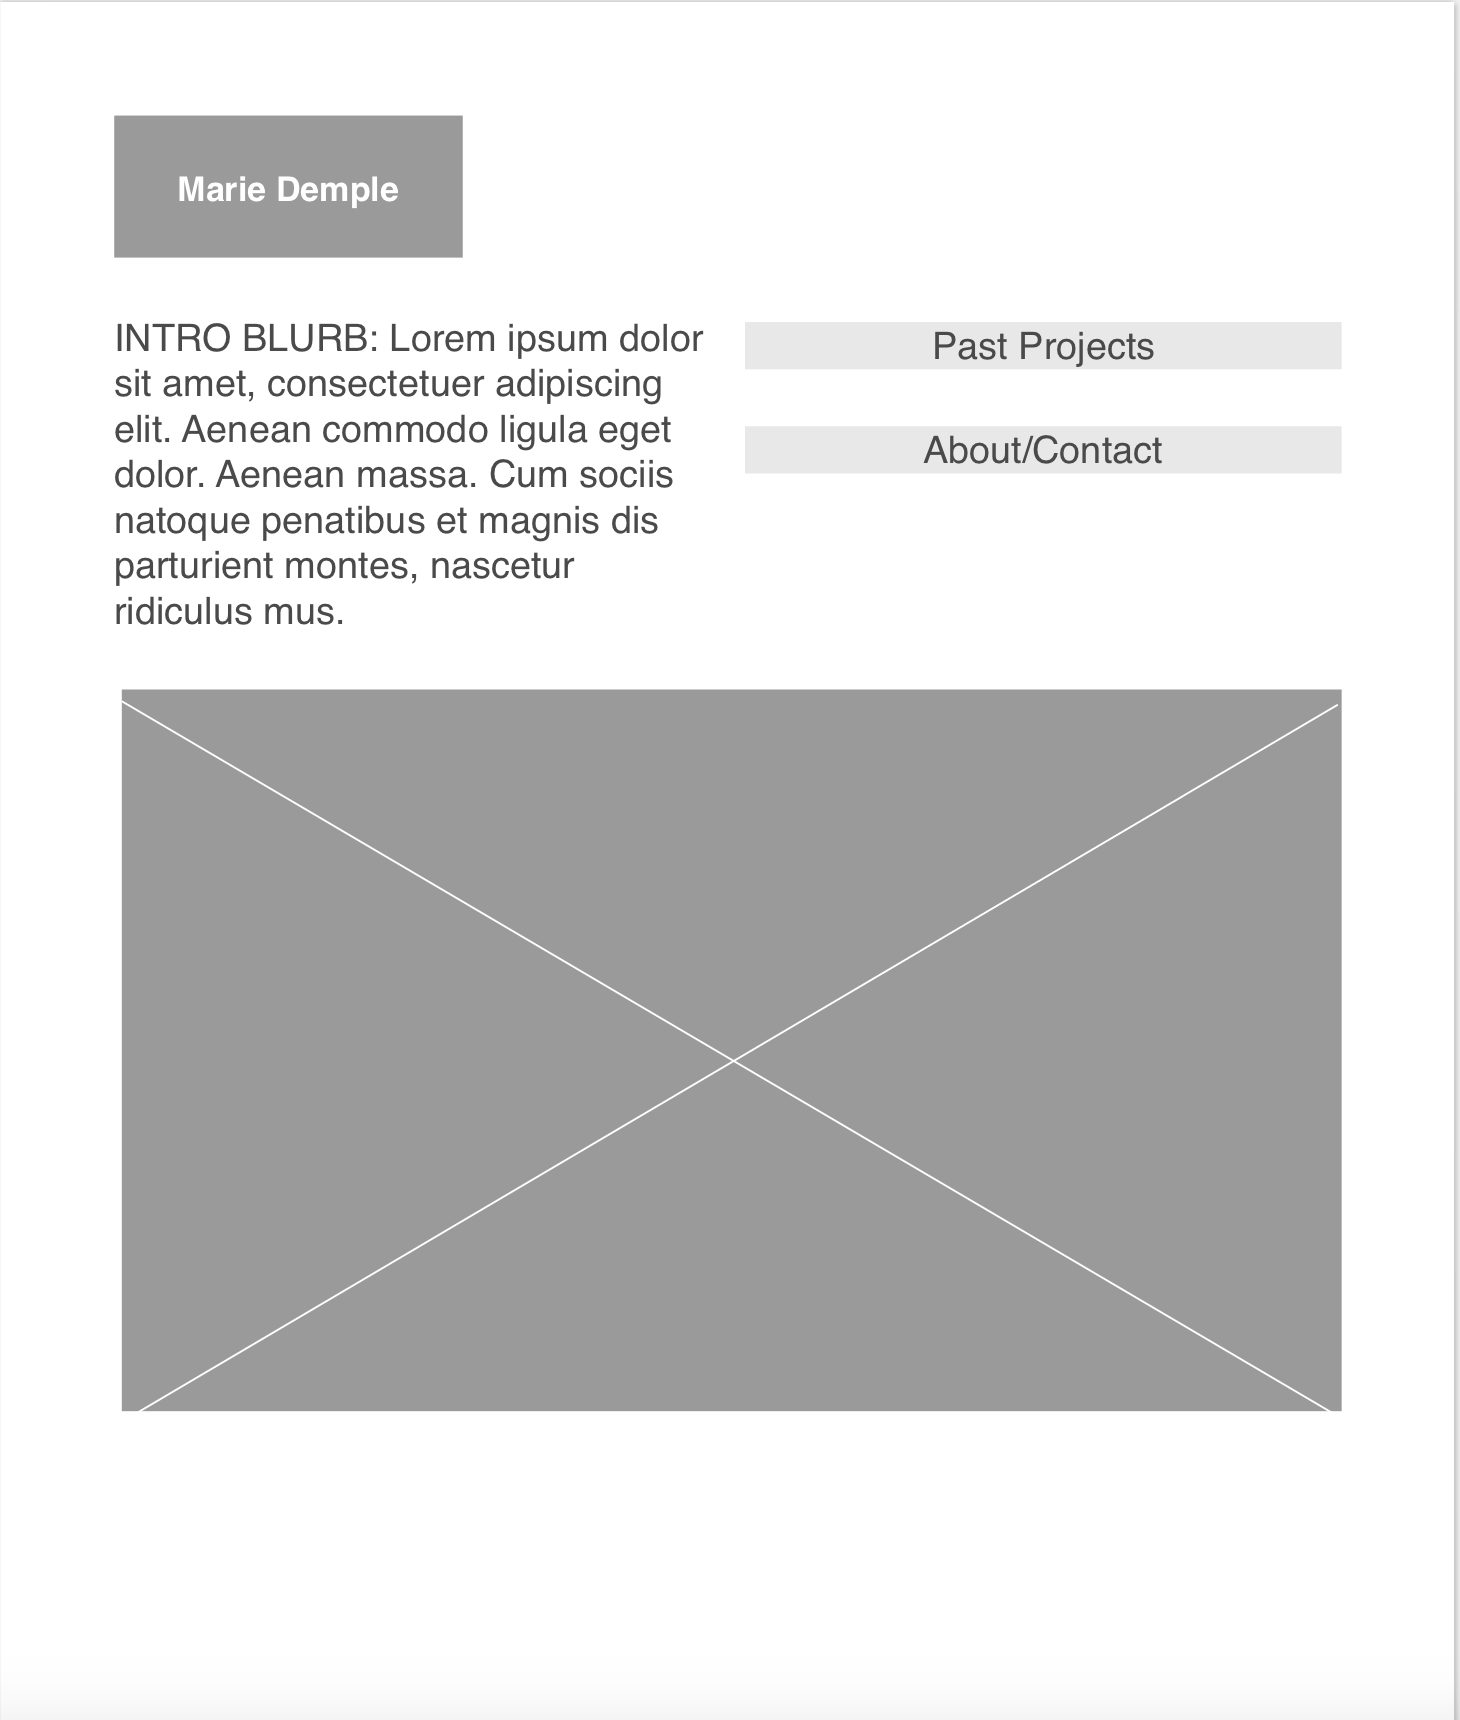 Marie Demple
INTRO BLURB: Lorem ipsum dolor
sit amet, consectetuer adipiscing
elit. Aenean commodo ligula eget
dolor. Aenean massa. Cum sociis
natoque penatibus et magnis dis
parturient montes, nascetur
ridiculus mus.
Past Projects
About/Contact